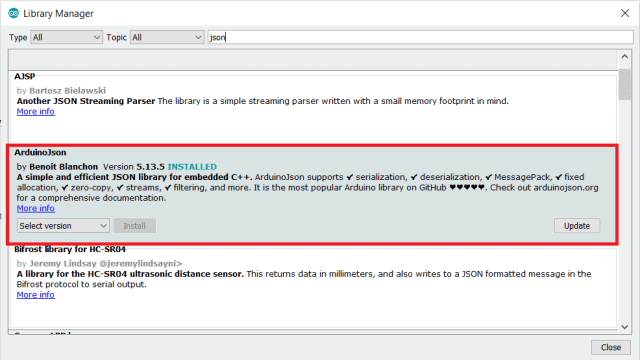 Library Manager
Type All Topic All json
AJSP
by Bartosz Bielawski
Another JSON Streaming Parser The library is a simple streaming parser written with a small memory footprint in mind.
More info
ArduinoJson
by Benoit Blanchon Version 5.13.5 INSTALLED
A simple and efficient JSON library for embedded C++. ArduinoJson supports ✔ serialization, ✔ deserialization, ✔ MessagePack, ✔ fixed
allocation, ✔ zero-copy, ✔ streams, ✔ filtering, and more. It is the most popular Arduino library on GitHub ♥♥♥♥♥. Check out arduinojson.org
for a comprehensive documentation.
More info
Select version Install Update
Bifrost library for HC-SR04
by Jeremy Lindsay @jeremylindsayni>
A library for the HC-SR04 ultrasonic distance sensor. This returns data in millimeters, and also writes to a JSON formatted message in the
Bifrost protocol to serial output.
More info
Close